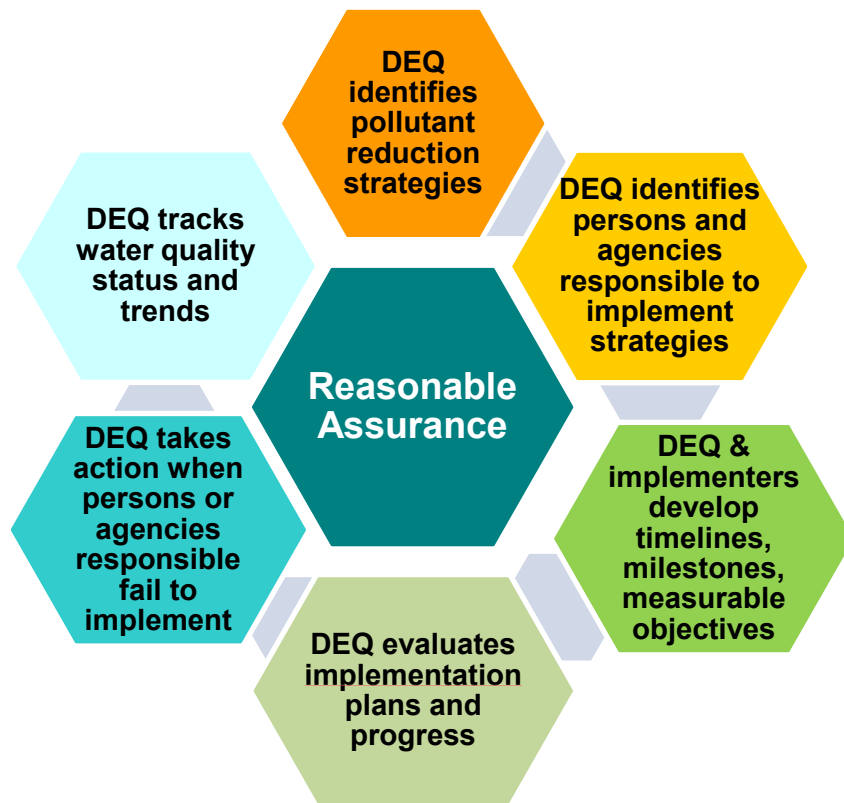 DEQ
identifies
pollutant
reduction
strategies
DEQ identifies
persons and
agencies
responsible to
implement
strategies
DEQ &
implementers
develop
timelines,
milestones,
measurable
objectives
DEQ evaluates
implementation
plans and
progress
DEQ takes
action when
persons or
agencies
responsible
fail to
implement
DEQ tracks
water quality
status and
trends
Reasonable
Assurance